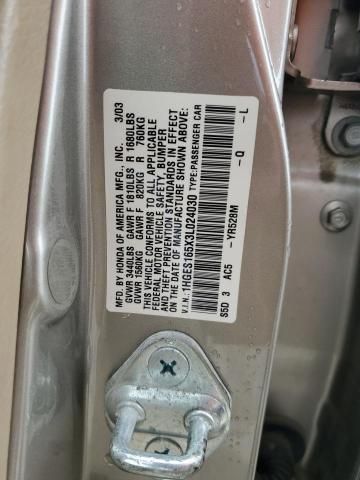 MFD. BY HONDA OF AMERICA MFG., INC. 3/03
GVWR 3440LBS GAWR F 1810LBS R 1680LBS
GVWR 1560KG GAWR F 820KG R 760KG
THIS VEHICLE CONFORMS TO ALL APPLICABLE
FEDERAL MOTOR VEHICLE SAFETY, BUMPER
AND THEFT PREVENTION STANDARDS IN EFFECT
ON THE DATE OF MANUFACTURE SHOWN ABOVE.
V.I.N.: 1HGES165X3L024030 TYPE:PASSENGER CAR
S5D 3 AC5 -YR528M -Q -L